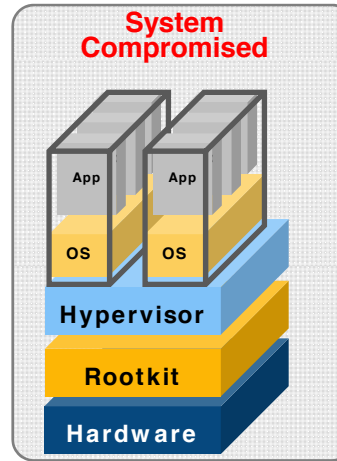 System
Compromised
App App
OS OS
Hypervisor
Rootkit
Hardware